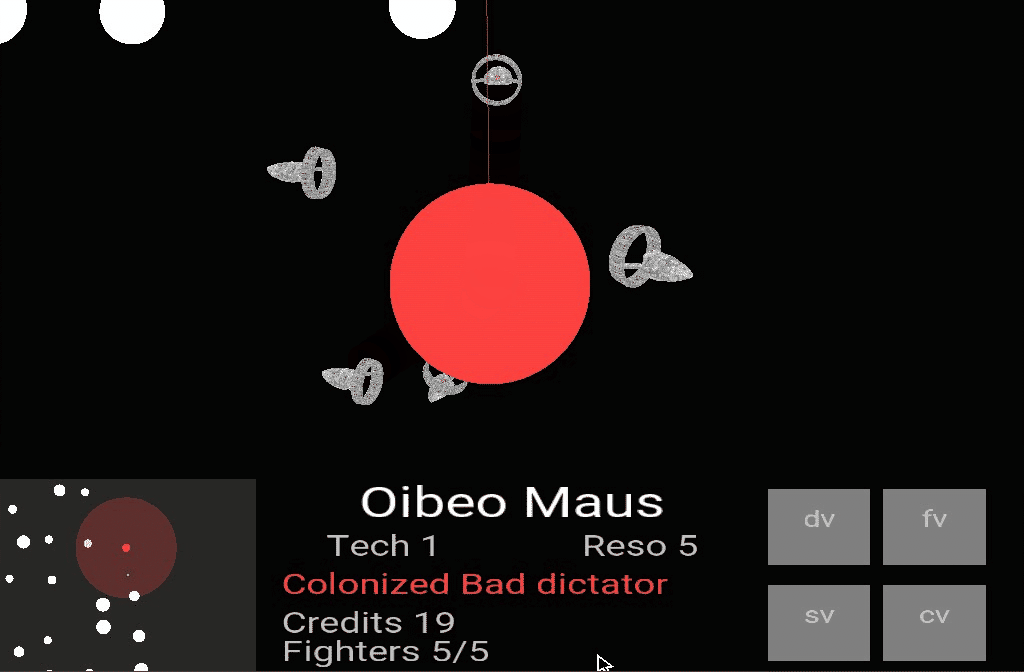 Oibeo Maus
Tech 1
Reso 5
Colonized Bad dictator
Credits 19
Fighters 5/5
dv
fv
sv
cv